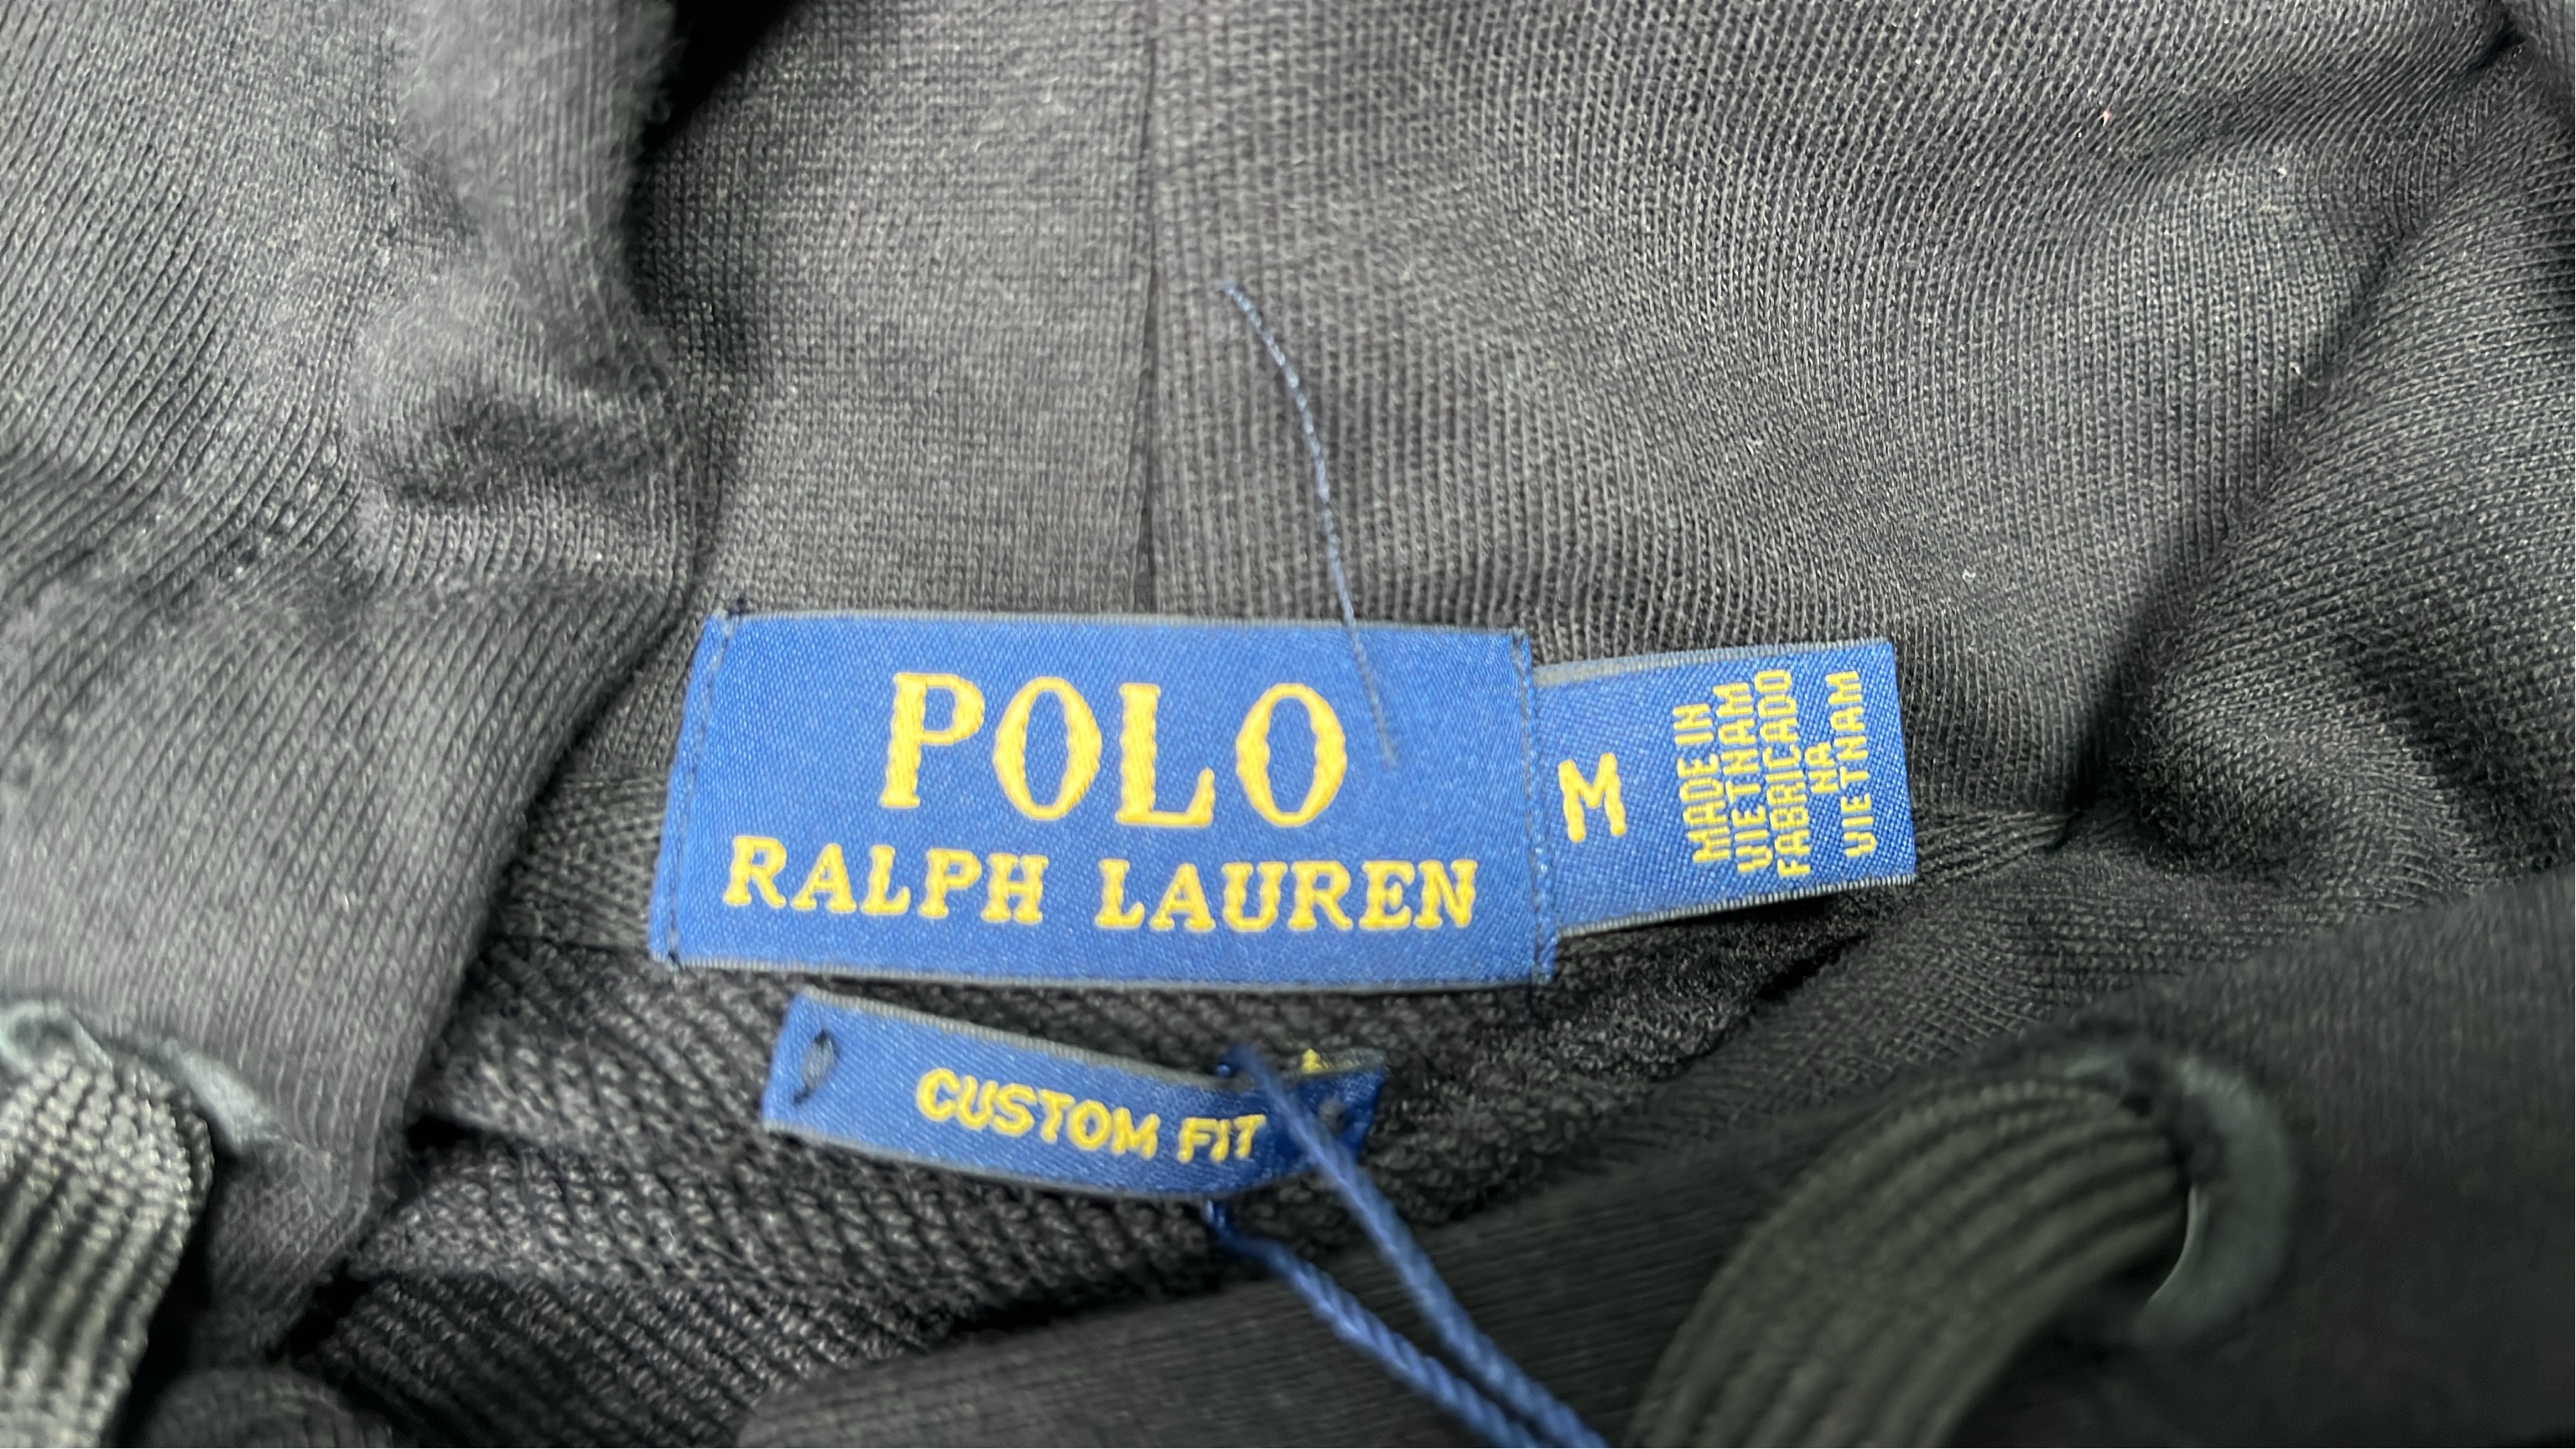 POLO
RALPH LAUREN
M
MADE IN
VIETNAM
FABRICADO
NA
VIETNAM
CUSTOM FIT